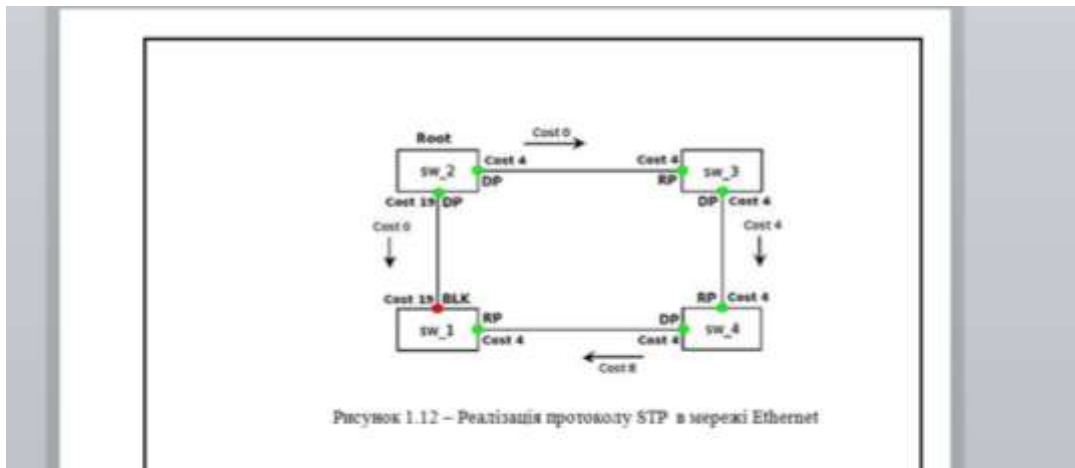 Root
Cost 0
sw_2
Cost 4
Cost 4
sw_3
DP
RP
Cost 19 DP
DP Cost 4
Cost 0
Cost 4
Cost 19 BLK
RP Cost 4
sw_1
RP
DP
sw_4
Cost 4
Cost 4
Cost 8
Рисунок 1.12 – Реалізація протоколу STP в мережі Ethernet